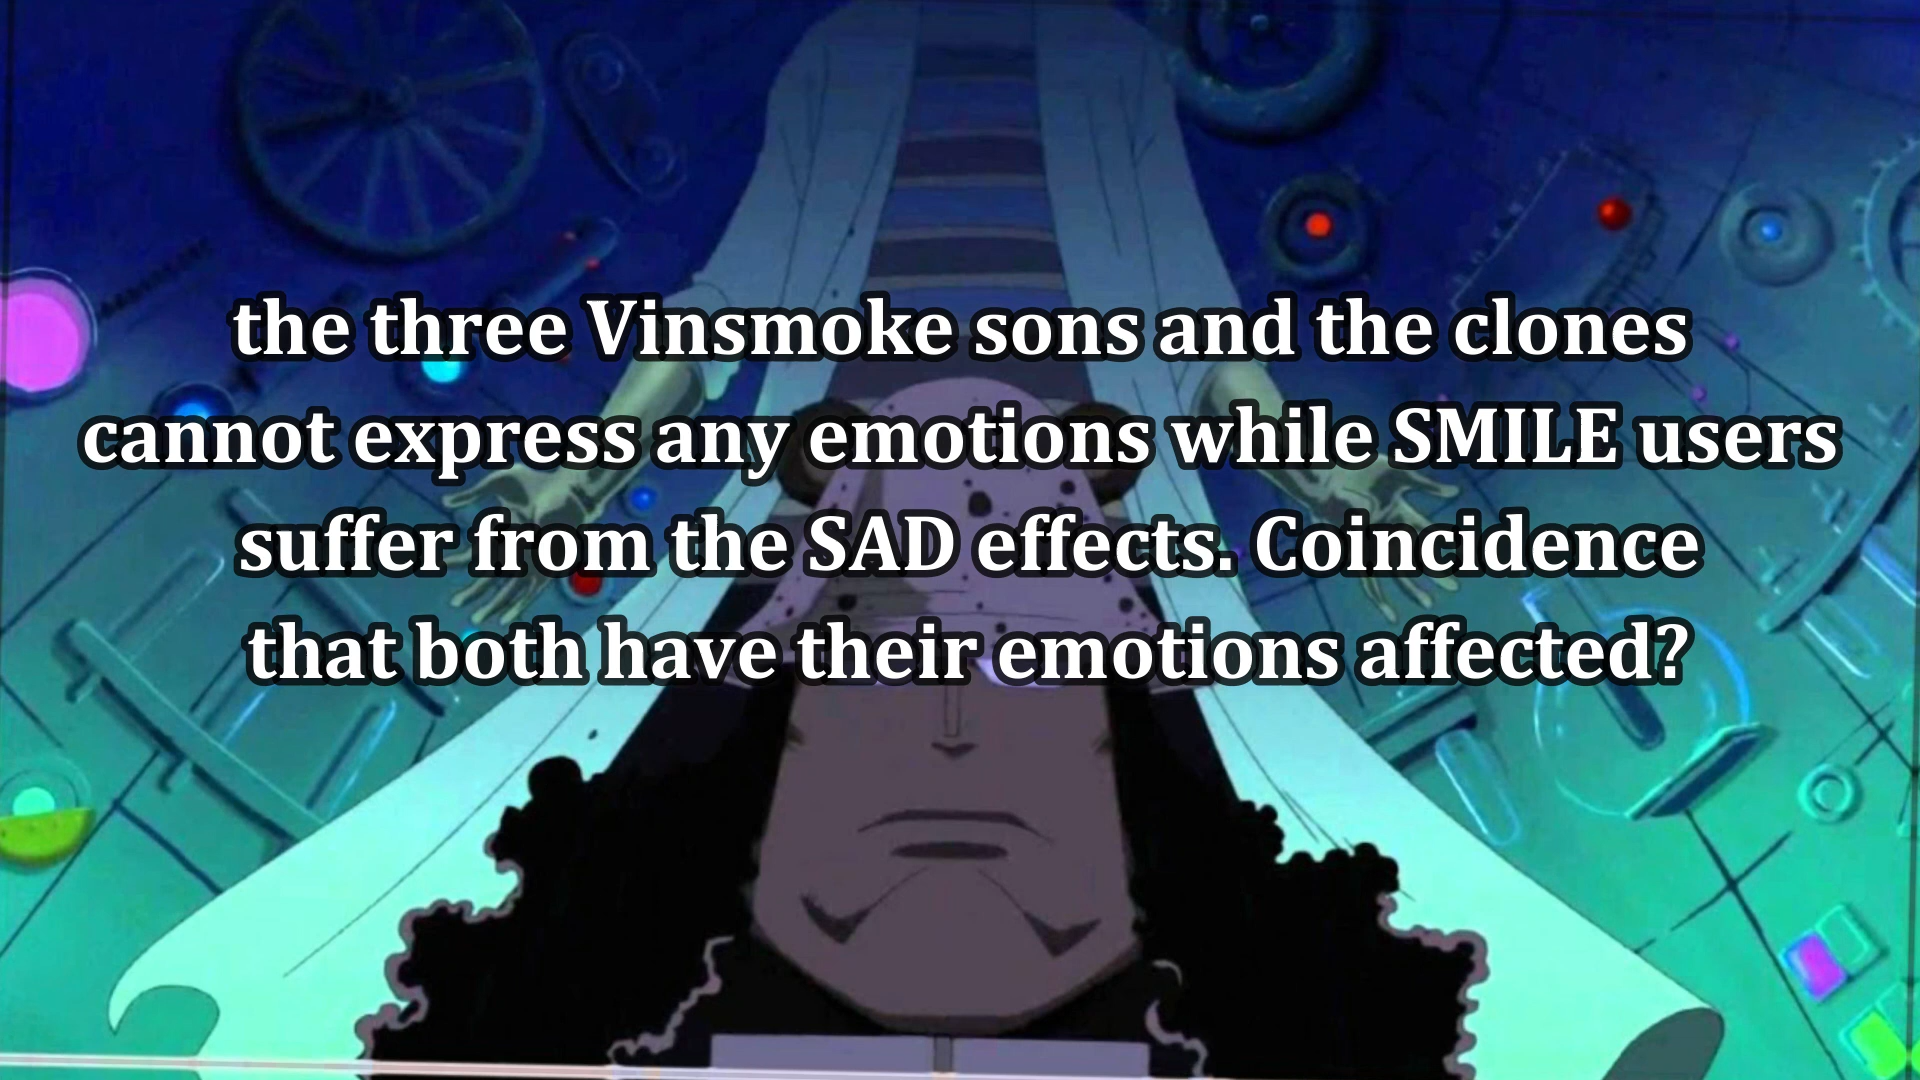 the three Vinsmoke sons and the clones
cannot express any emotions while SMILE users
suffer from the SAD effects. Coincidence
that both have their emotions affected?